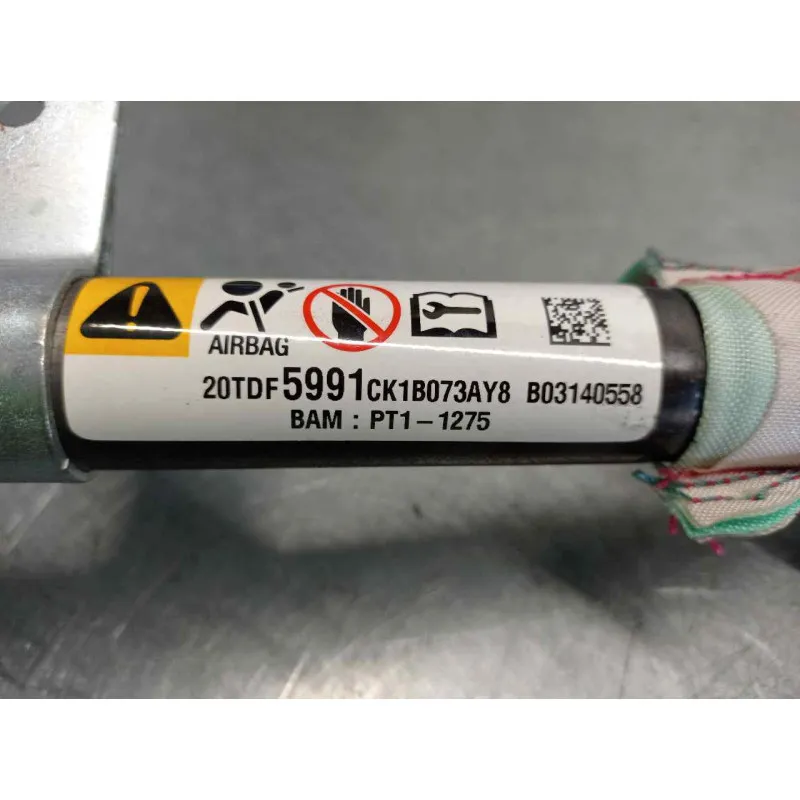 AIRBAG
20TDF5991CK1B073AY8 B03140558
BAM : PT1-1275